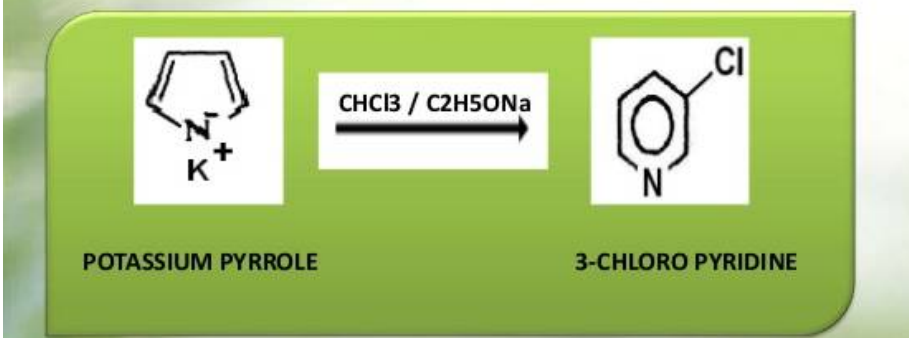 Cl
CHCl3 / C2H5ONa
N-
K+
N
POTASSIUM PYRROLE
3-CHLORO PYRIDINE